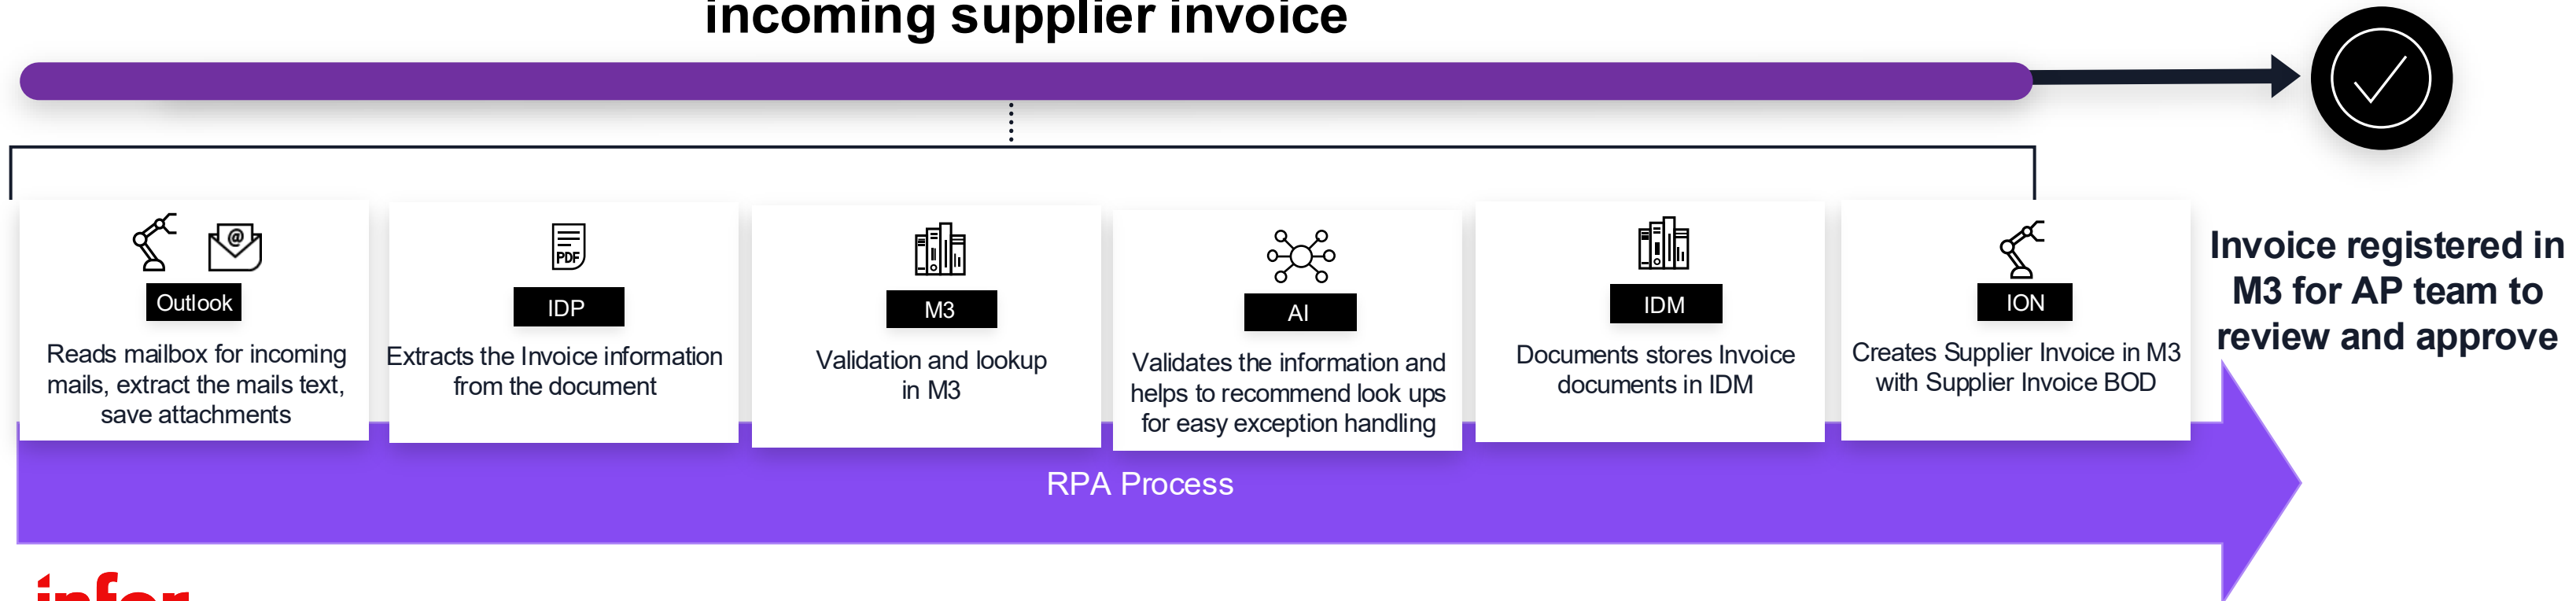 incoming supplier invoice
@
Outlook
Reads mailbox for incoming
mails, extract the mails text,
save attachments
PDF
IDP
Extracts the Invoice information
from the document
M3
Validation and lookup
in M3
AI
Validates the information and
helps to recommend look ups
for easy exception handling
IDM
Documents stores Invoice
documents in IDM
ION
Creates Supplier Invoice in M3
with Supplier Invoice BOD
Invoice registered in
M3 for AP team to
review and approve
RPA Process
infor